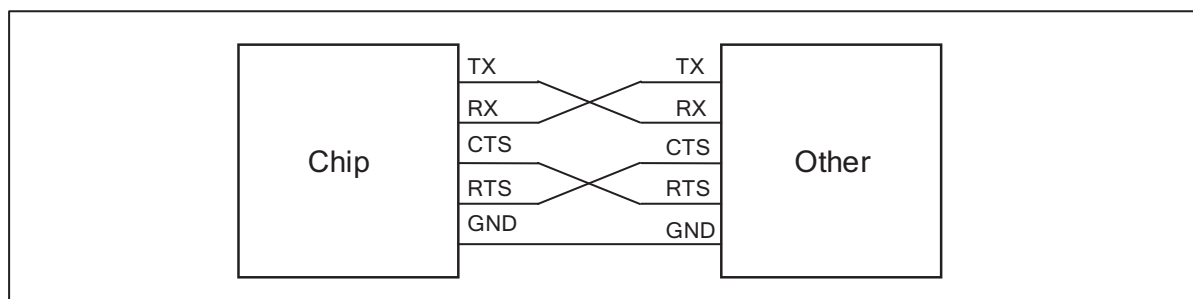 TX TX
RX RX
CTS CTS
Chip Other
RTS RTS
GND GND